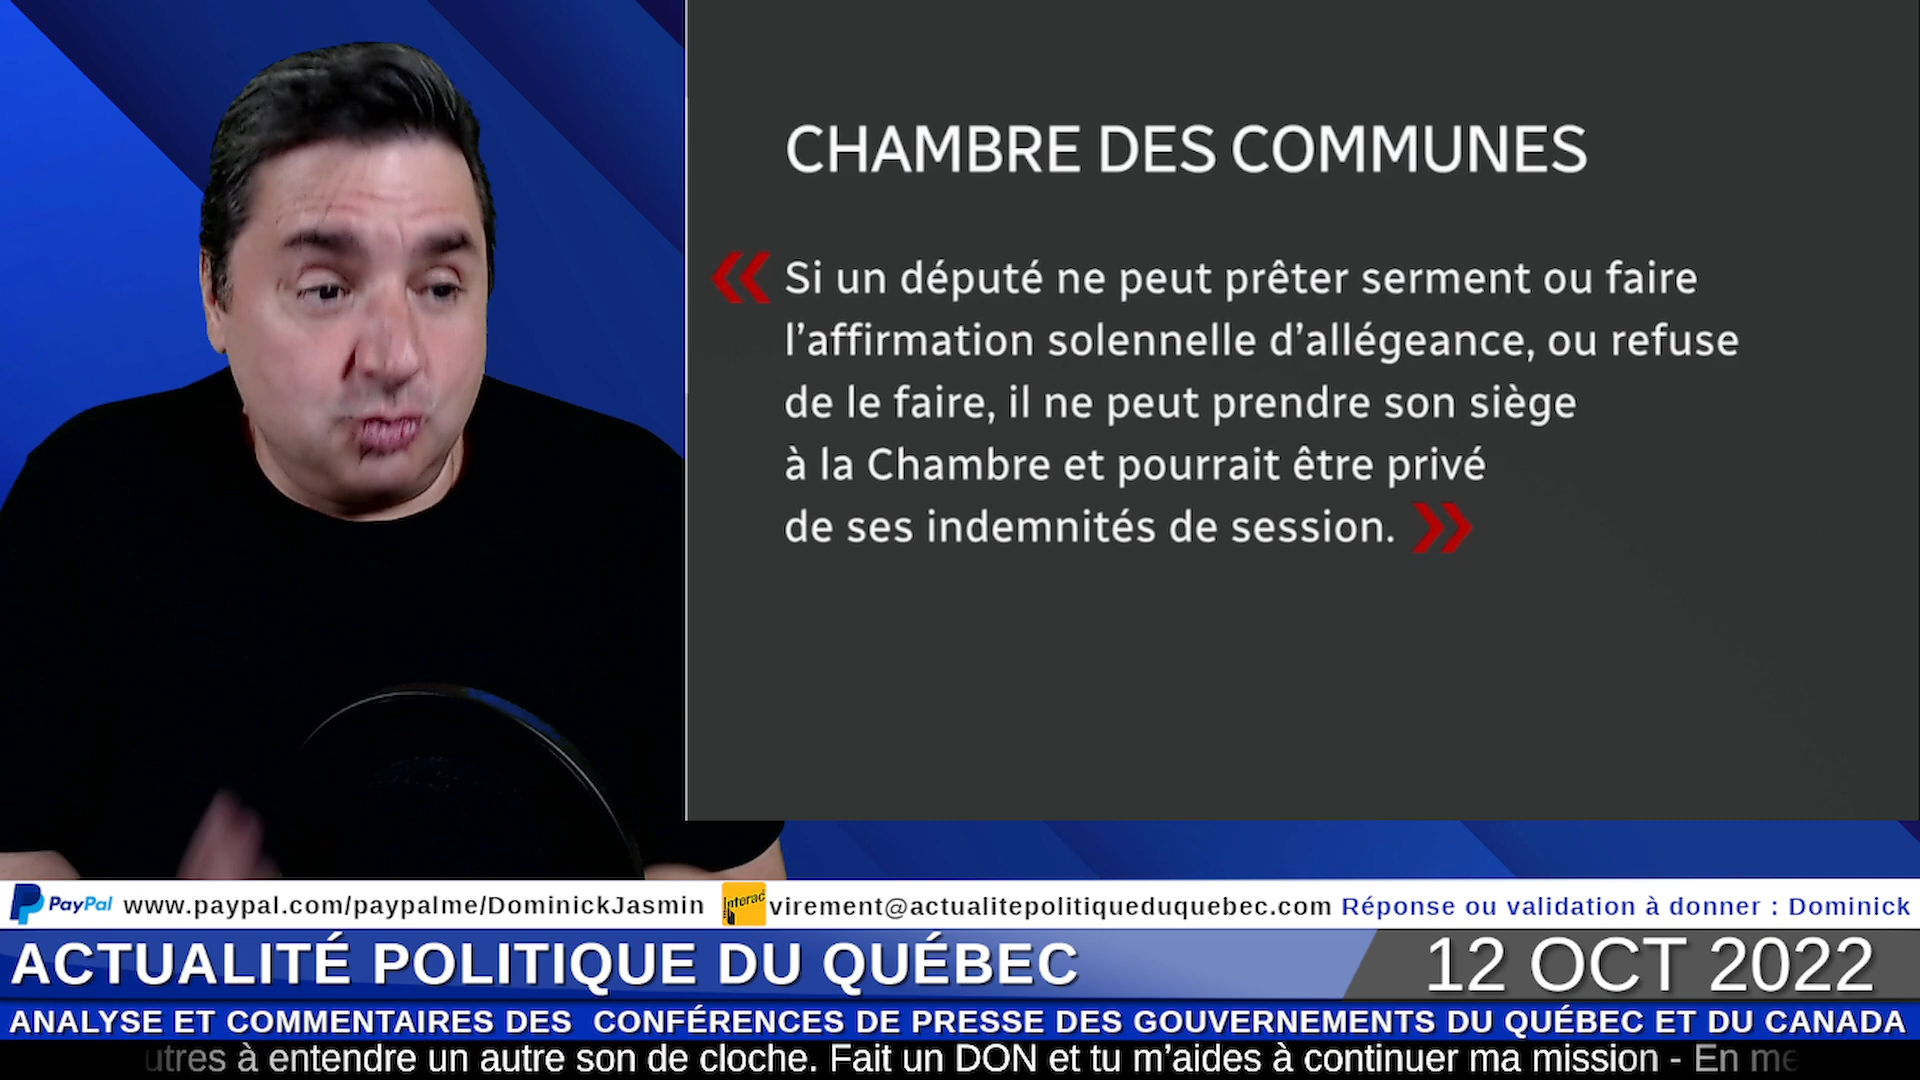 CHAMBRE DES COMMUNES
« Si un député ne peut prêter serment ou faire
l’affirmation solennelle d’allégeance, ou refuse
de le faire, il ne peut prendre son siège
à la Chambre et pourrait être privé
de ses indemnités de session. »
PayPal www.paypal.com/paypalme/DominickJasmin Interac virement@actualitepolitiqueduquebec.com Réponse ou validation à donner : Dominick
ACTUALITÉ POLITIQUE DU QUÉBEC 12 OCT 2022
ANALYSE ET COMMENTAIRES DES CONFÉRENCES DE PRESSE DES GOUVERNEMENTS DU QUÉBEC ET DU CANADA
utres à entendre un autre son de cloche. Fait un DON et tu m’aides à continuer ma mission - En me